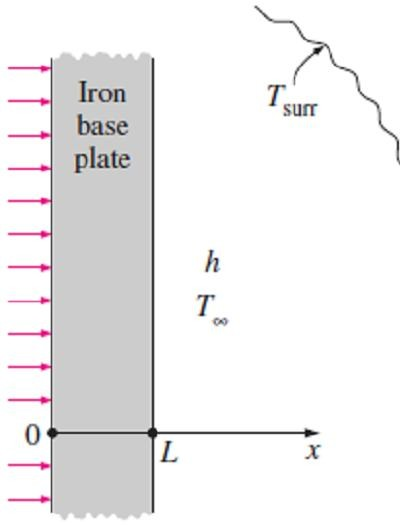 Iron
base
plate
T_surr
h
T_∞
0
L
x